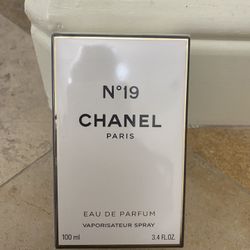 N°19
CHANEL
PARIS
EAU DE PARFUM
VAPORISATEUR SPRAY
100 ml 3.4 FL.OZ.